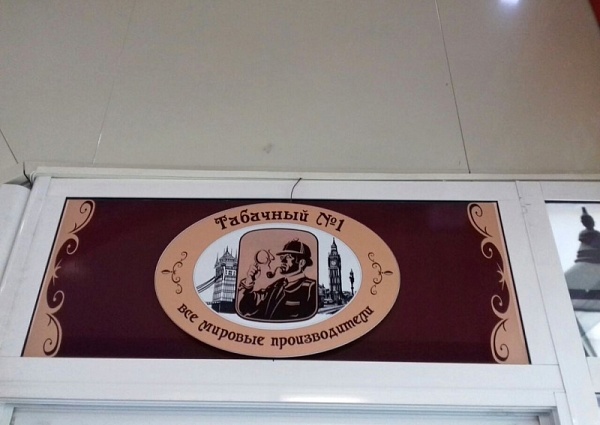 Табачный №1
все мировые производители